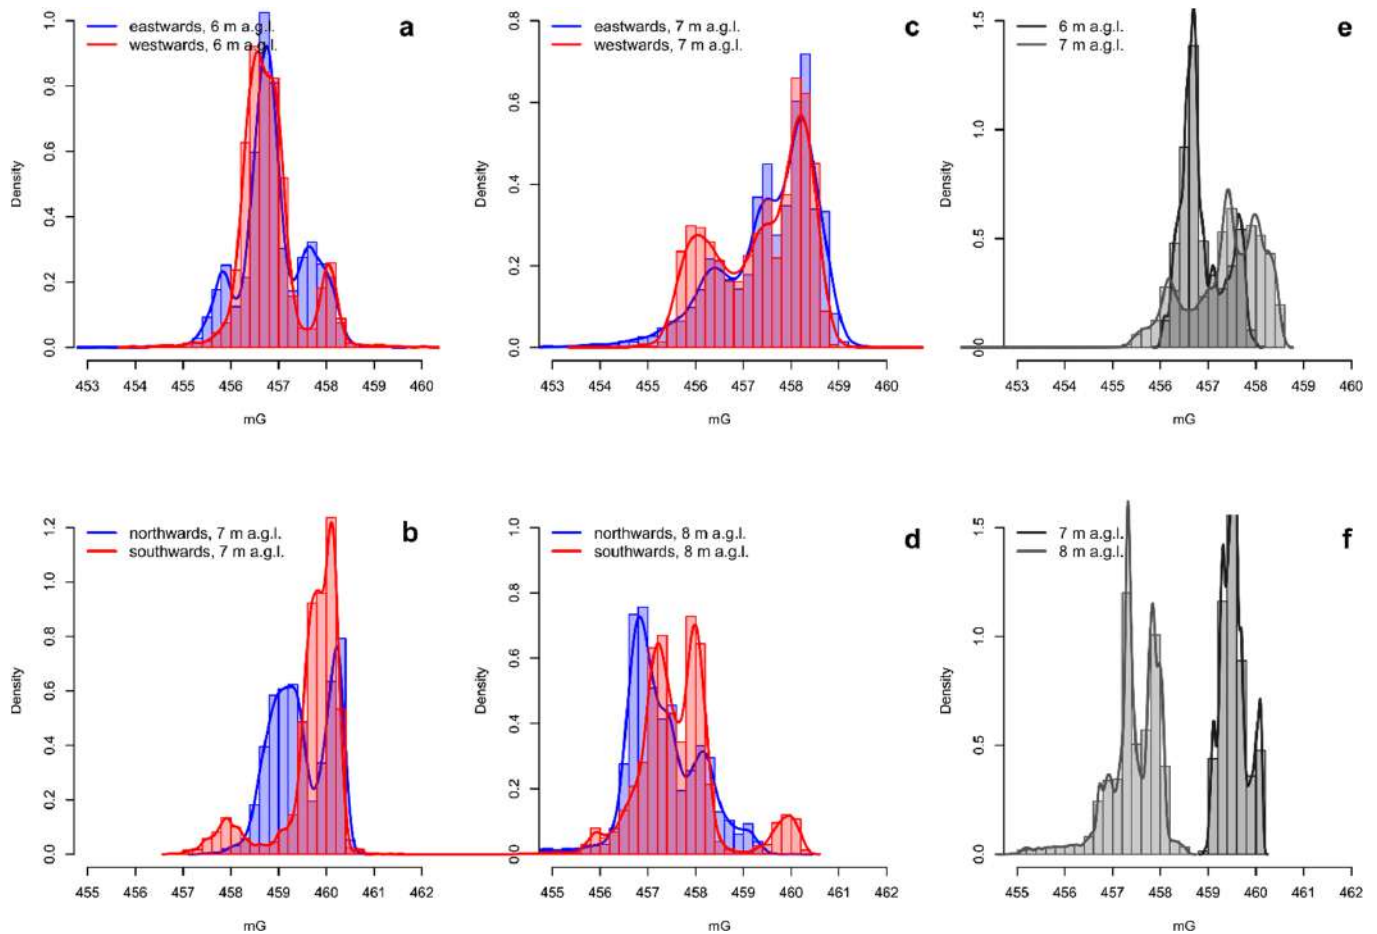 eastwards, 6 m a.g.l.
westwards, 6 m a.g.l.
a
Density
0.0 0.2 0.4 0.6 0.8 1.0
453 454 455 456 457 458 459 460
mG
eastwards, 7 m a.g.l.
westwards, 7 m a.g.l.
c
Density
0.0 0.2 0.4 0.6 0.8
453 454 455 456 457 458 459 460
mG
6 m a.g.l.
7 m a.g.l.
e
Density
0.0 0.5 1.0 1.5
453 454 455 456 457 458 459 460
mG
northwards, 7 m a.g.l.
southwards, 7 m a.g.l.
b
Density
0.0 0.2 0.4 0.6 0.8 1.0 1.2
455 456 457 458 459 460 461 462
mG
northwards, 8 m a.g.l.
southwards, 8 m a.g.l.
d
Density
0.0 0.2 0.4 0.6 0.8 1.0
455 456 457 458 459 460 461 462
mG
7 m a.g.l.
8 m a.g.l.
f
Density
0.0 0.5 1.0 1.5
455 456 457 458 459 460 461 462
mG